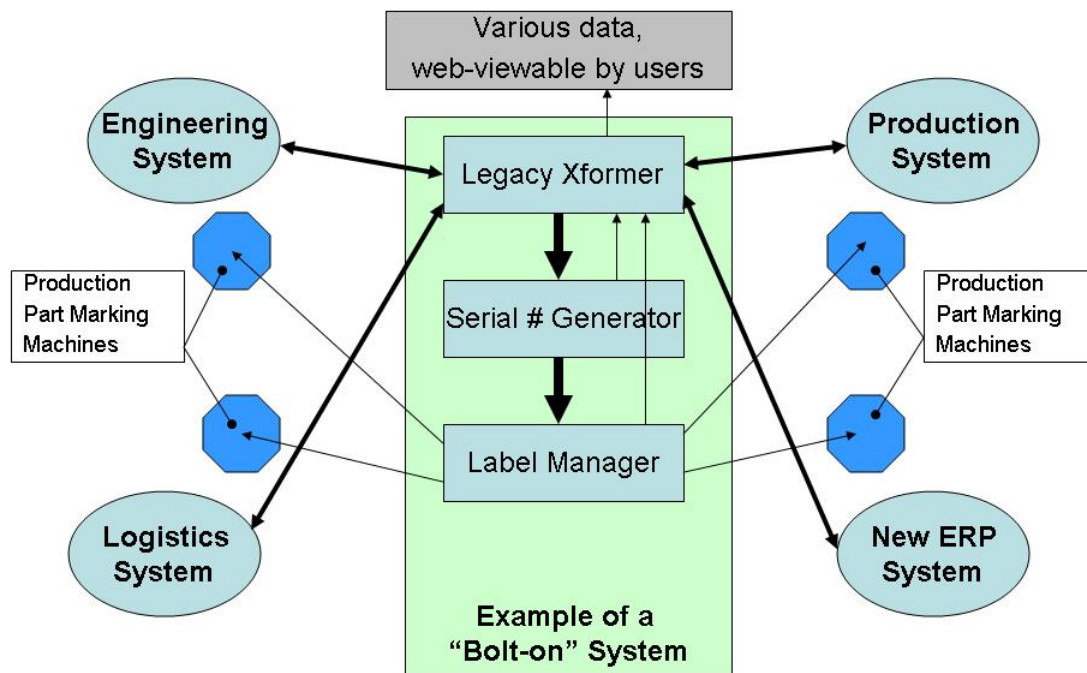 Various data,
web-viewable by users
Engineering
System
Production
System
Legacy Xformer
Production
Part Marking
Machines
Serial # Generator
Production
Part Marking
Machines
Label Manager
Logistics
System
New ERP
System
Example of a
“Bolt-on” System